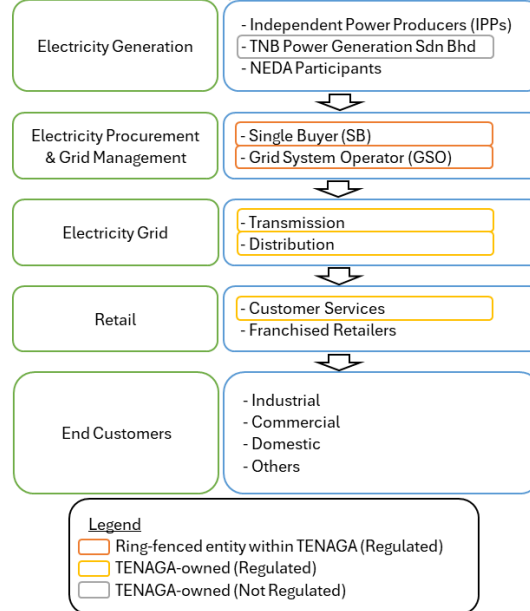 Electricity Generation
- Independent Power Producers (IPPs)
- TNB Power Generation Sdn Bhd
- NEDA Participants
Electricity Procurement
& Grid Management
- Single Buyer (SB)
- Grid System Operator (GSO)
Electricity Grid
- Transmission
- Distribution
Retail
- Customer Services
- Franchised Retailers
End Customers
- Industrial
- Commercial
- Domestic
- Others
Legend
Ring-fenced entity within TENAGA (Regulated)
TENAGA-owned (Regulated)
TENAGA-owned (Not Regulated)